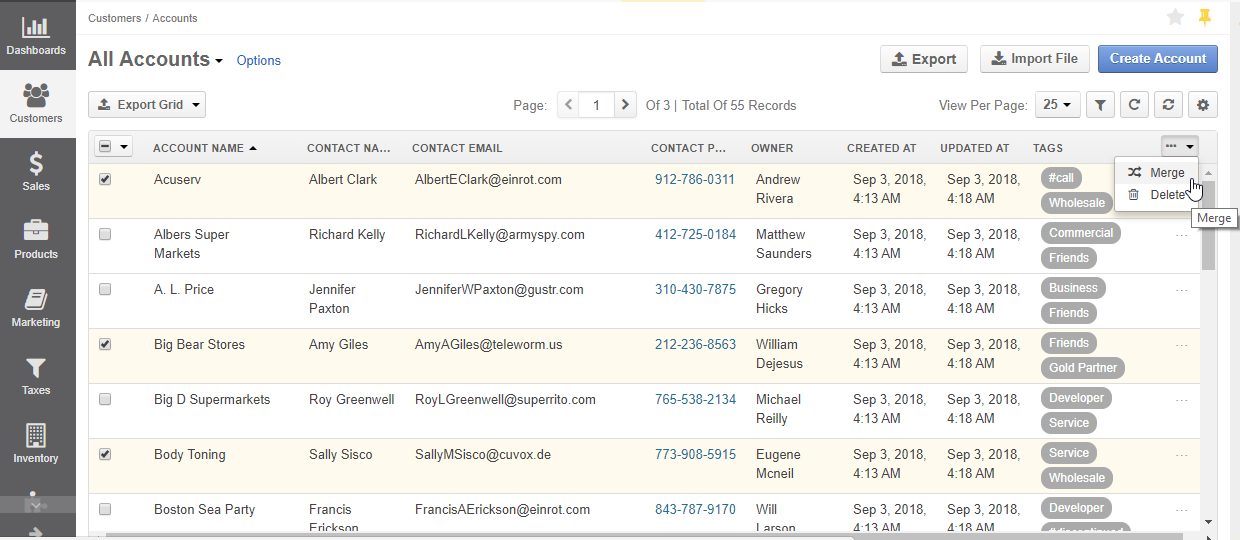 Customers / Accounts
Dashboards
Customers
Sales
Products
Marketing
Taxes
Inventory
All Accounts Options
Export Import File Create Account
Export Grid Page: 1 Of 3 | Total Of 55 Records View Per Page: 25
ACCOUNT NAME CONTACT NA... CONTACT EMAIL CONTACT P... OWNER CREATED AT UPDATED AT TAGS ...
Merge
Delete
Merge
Acuserv Albert Clark AlbertEClark@einrot.com 912-786-0311 Andrew Sep 3, 2018, Sep 3, 2018, #call
Rivera 4:13 AM 4:18 AM Wholesale
Albers Super Richard Kelly RichardLKelly@armyspy.com 412-725-0184 Matthew Sep 3, 2018, Sep 3, 2018, Commercial ...
Markets Saunders 4:13 AM 4:18 AM Friends
A. L. Price Jennifer JenniferWPaxton@gustr.com 310-430-7875 Gregory Sep 3, 2018, Sep 3, 2018, Business ...
Paxton Hicks 4:13 AM 4:18 AM Friends
Big Bear Stores Amy Giles AmyAGiles@teleworm.us 212-236-8563 William Sep 3, 2018, Sep 3, 2018, Friends ...
Dejesus 4:13 AM 4:18 AM Gold Partner
Big D Supermarkets Roy Greenwell RoyLGreenwell@superrito.com 765-538-2134 Michael Sep 3, 2018, Sep 3, 2018, Developer ...
Reilly 4:13 AM 4:18 AM Service
Body Toning Sally Sisco SallyMSisco@cuvox.de 773-908-5915 Eugene Sep 3, 2018, Sep 3, 2018, Service ...
Mcneil 4:13 AM 4:18 AM Wholesale
Boston Sea Party Francis FrancisAErickson@einrot.com 843-787-9170 Will Sep 3, 2018, Sep 3, 2018, Developer ...
Erickson Larson 4:13 AM 4:18 AM #discontinued